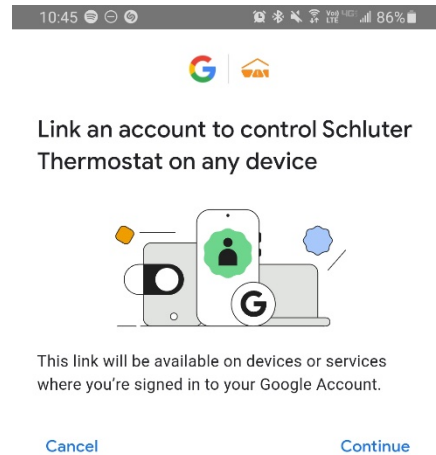 10:45 86%
Link an account to control Schluter
Thermostat on any device
This link will be available on devices or services
where you're signed in to your Google Account.
Cancel Continue